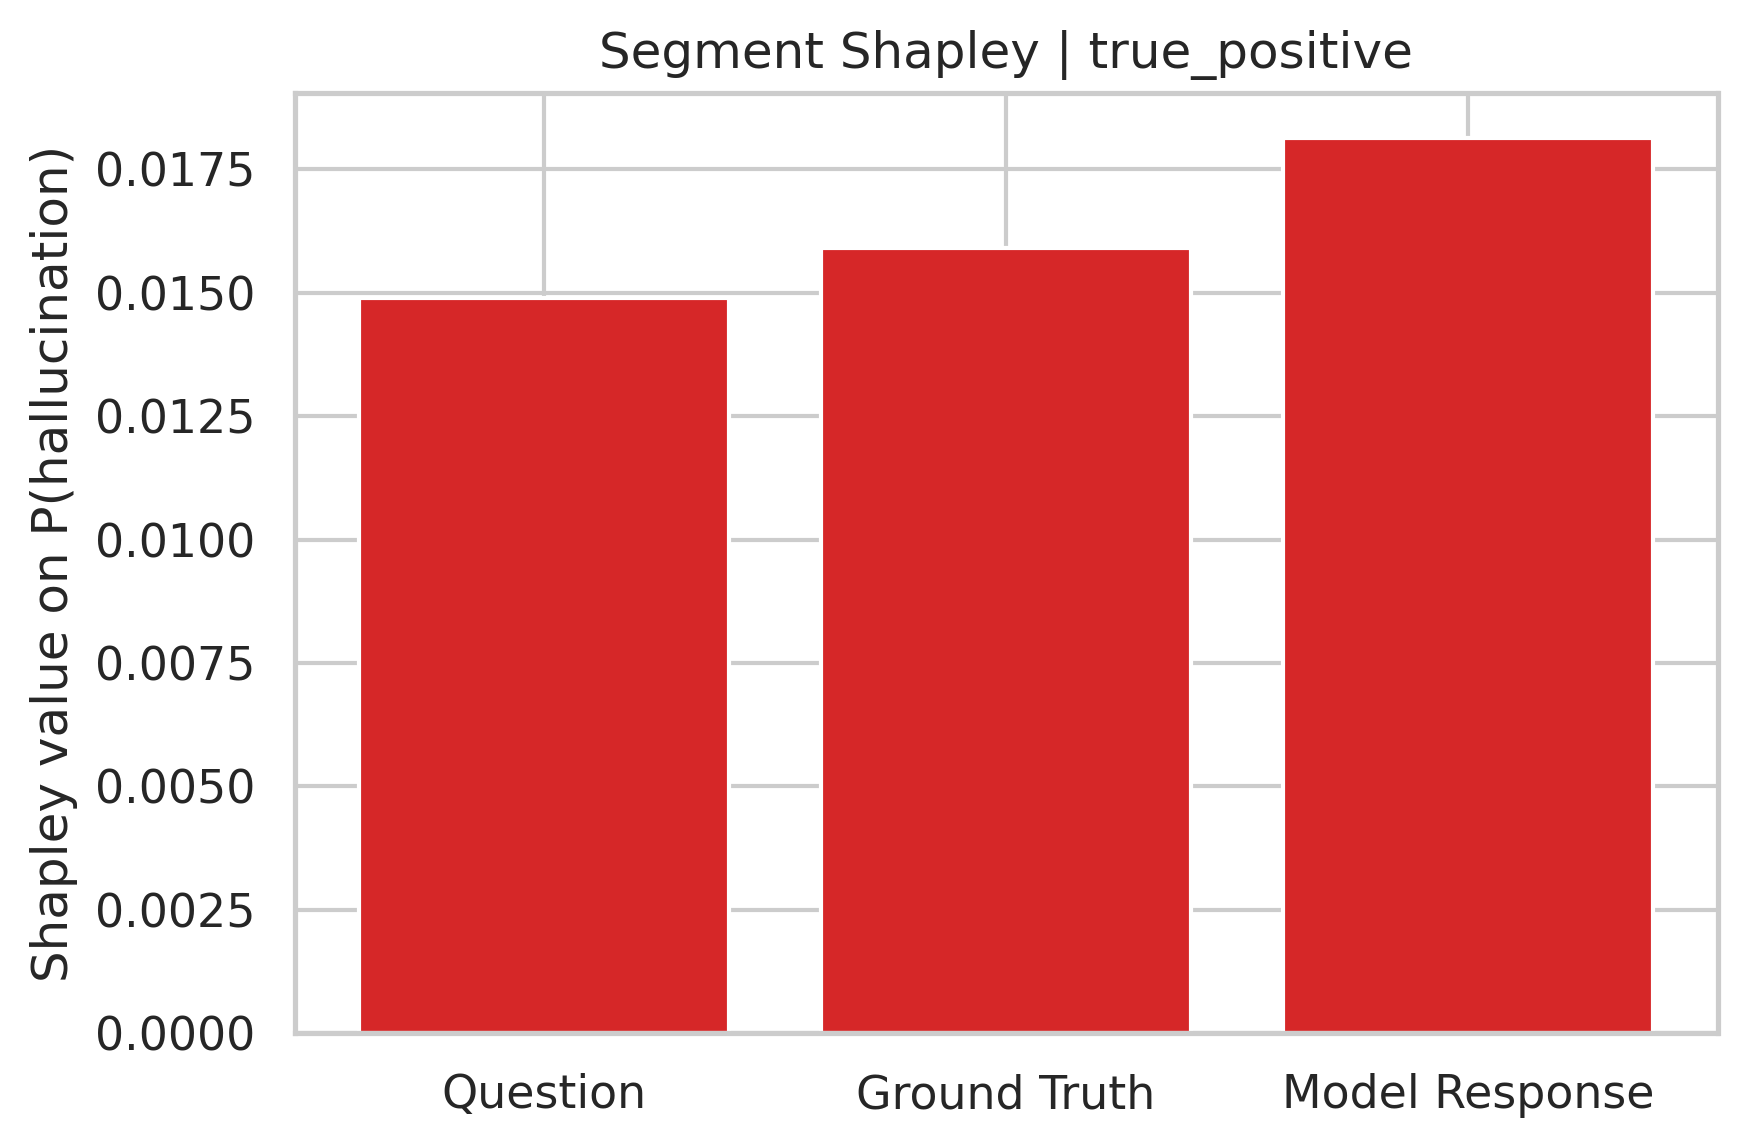 Segment Shapley | true_positive
Shapley value on P(hallucination)
0.0175
0.0150
0.0125
0.0100
0.0075
0.0050
0.0025
0.0000
Question
Ground Truth
Model Response